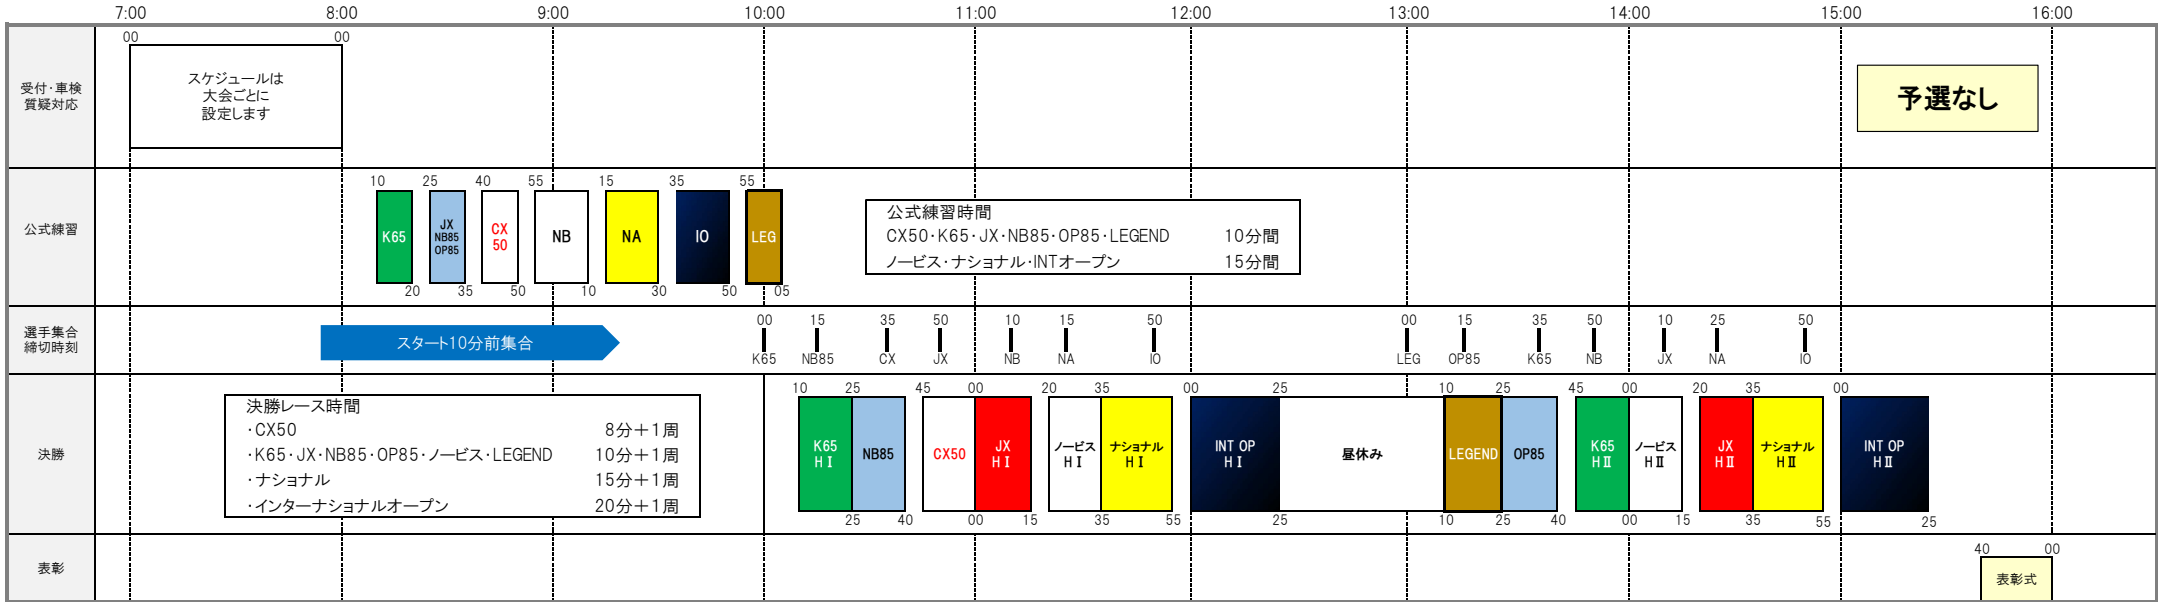 7:00 8:00 9:00 10:00 11:00 12:00 13:00 14:00 15:00 16:00
受付・車検
質疑対応
00 00
スケジュールは
大会ごとに
設定します
予選なし
公式練習
10 25 40 55 15 35 55
K65
JX
NB85
OP85
CX
50
NB
NA
IO
LEG
20 35 50 10 30 50 05
公式練習時間
CX50・K65・JX・NB85・OP85・LEGEND 10分間
ノービス・ナショナル・INTオープン 15分間
選手集合
締切時刻
スタート10分前集合
00 15 35 50 10 15 50 00 15 35 50 10 25 50
K65 NB85 CX JX NB NA IO LEG OP85 K65 NB JX NA IO
決勝
決勝レース時間
・CX50 8分+1周
・K65・JX・NB85・OP85・ノービス・LEGEND 10分+1周
・ナショナル 15分+1周
・インターナショナルオープン 20分+1周
10 25 45 00 20 35 00 25 10 25 45 00 20 35 00
K65
HⅠ
NB85
CX50
JX
HⅠ
ノービス
HⅠ
ナショナル
HⅠ
INT OP
HⅠ
昼休み
LEGEND
OP85
K65
HⅡ
ノービス
HⅡ
JX
HⅡ
ナショナル
HⅡ
INT OP
HⅡ
25 40 00 15 35 55 25 10 25 40 00 15 35 55 25
表彰
40 00
表彰式